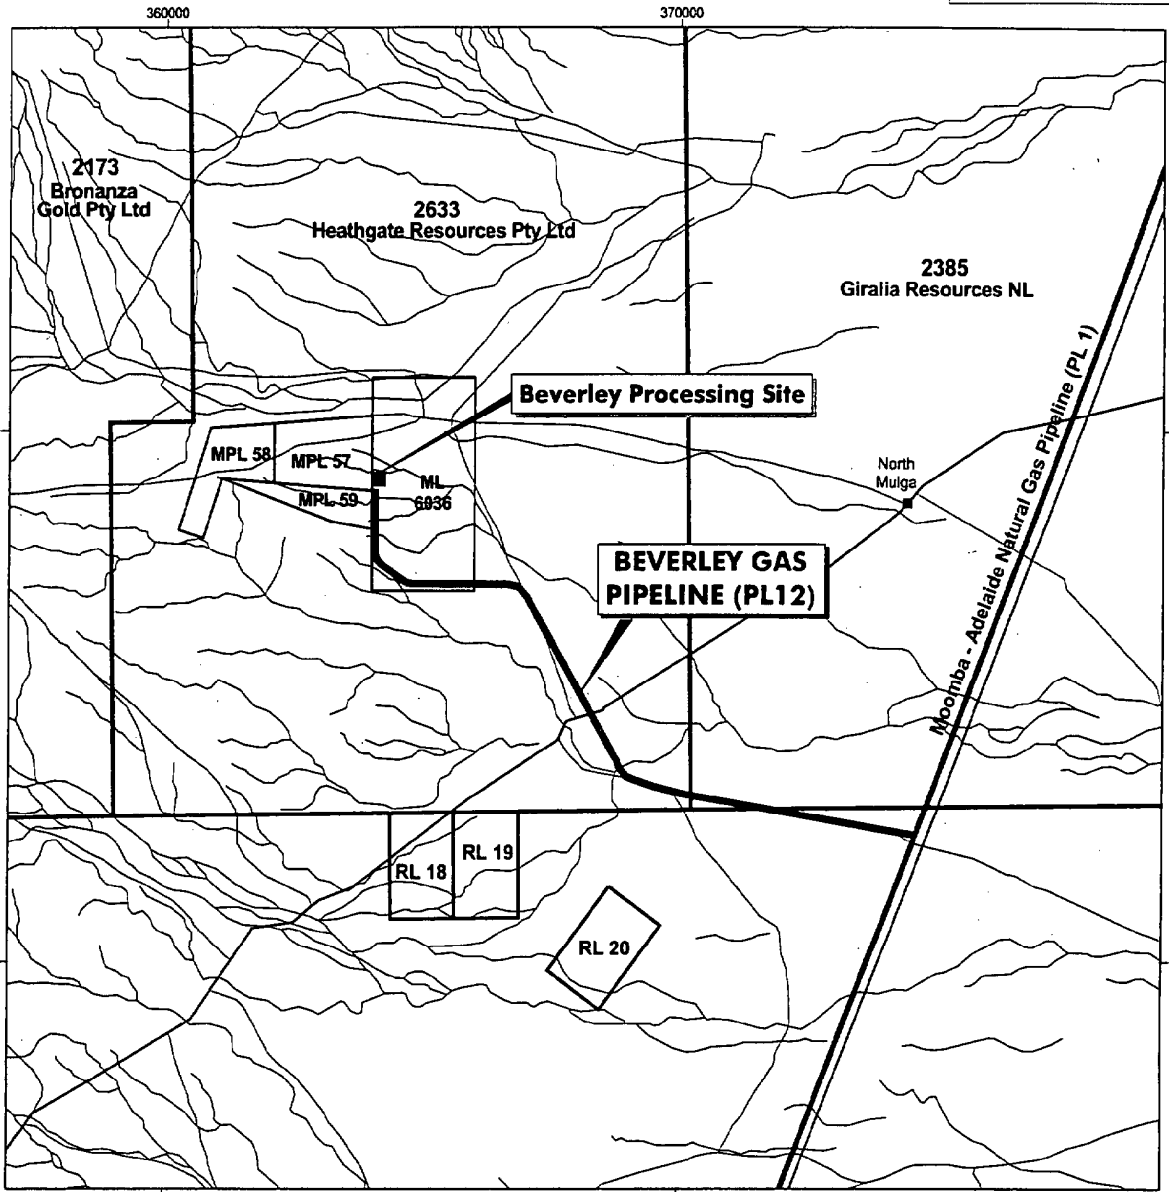 360000
370000
2173
Bronanza
Gold Pty Ltd
2633
Heathgate Resources Pty Ltd
2385
Giralia Resources NL
Moomba - Adelaide Natural Gas Pipeline (PL 1)
Beverley Processing Site
MPL 58
MPL 57
MPL 59
ML
6036
North
Mulga
BEVERLEY GAS
PIPELINE (PL12)
RL 18
RL 19
RL 20